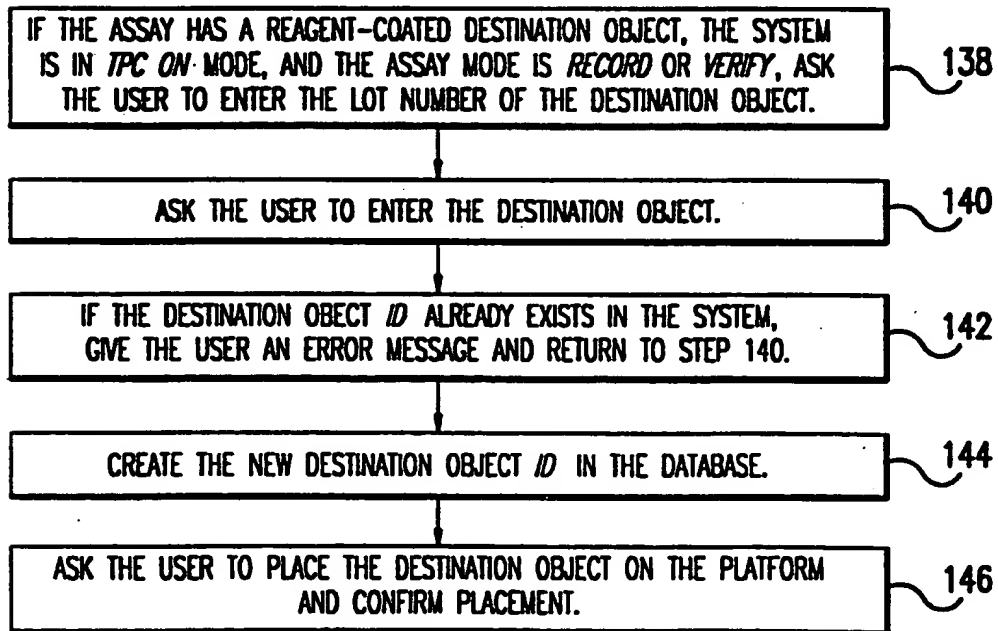 IF THE ASSAY HAS A REAGENT-COATED DESTINATION OBJECT, THE SYSTEM
IS IN TPC ON MODE, AND THE ASSAY MODE IS RECORD OR VERIFY, ASK
THE USER TO ENTER THE LOT NUMBER OF THE DESTINATION OBJECT.
138
ASK THE USER TO ENTER THE DESTINATION OBJECT.
140
IF THE DESTINATION OBECT ID ALREADY EXISTS IN THE SYSTEM,
GIVE THE USER AN ERROR MESSAGE AND RETURN TO STEP 140.
142
CREATE THE NEW DESTINATION OBJECT ID IN THE DATABASE.
144
ASK THE USER TO PLACE THE DESTINATION OBJECT ON THE PLATFORM
AND CONFIRM PLACEMENT.
146